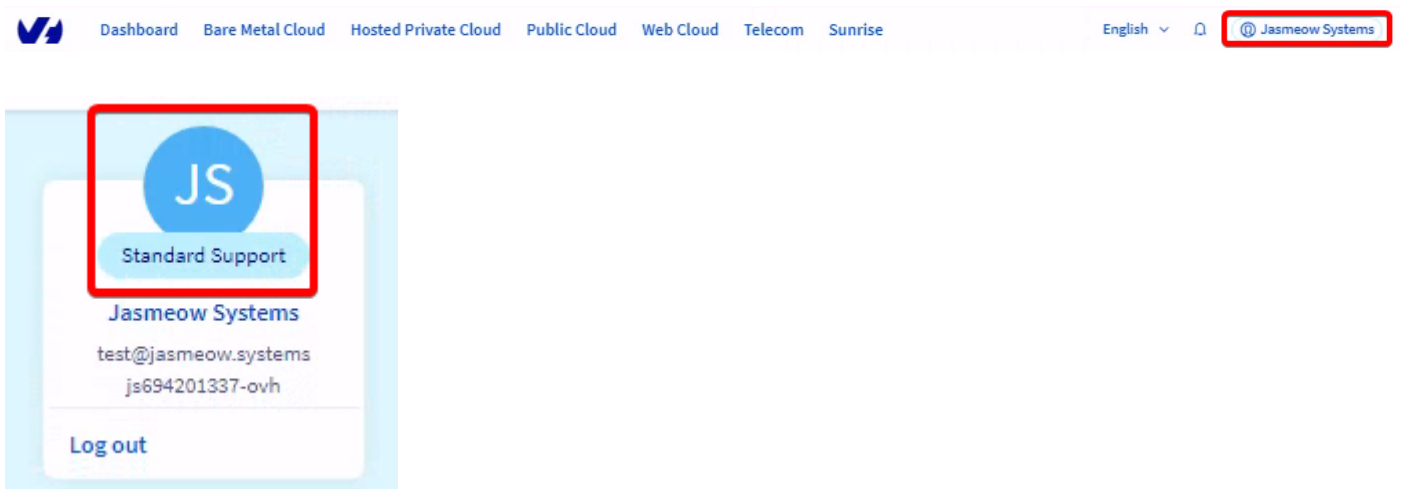 Dashboard Bare Metal Cloud Hosted Private Cloud Public Cloud Web Cloud Telecom Sunrise English Jasmeow Systems
JS
Standard Support
Jasmeow Systems
test@jasmeow.systems
js694201337-ovh
Log out